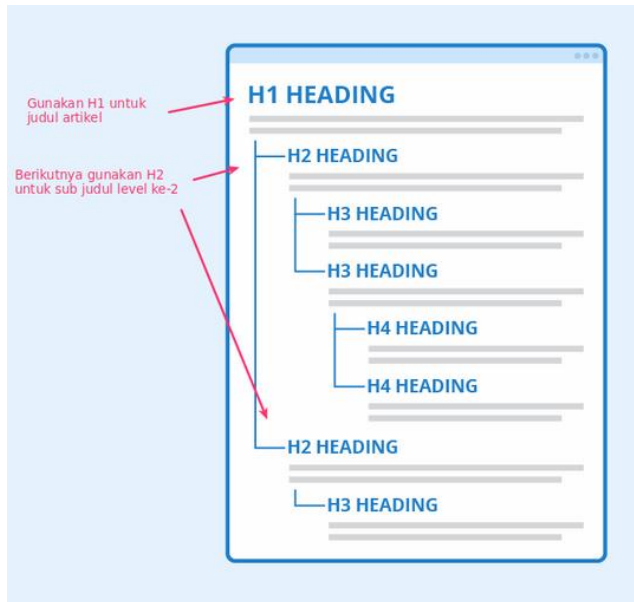 H1 HEADING
Gunakan H1 untuk
judul artikel
H2 HEADING
Berikutnya gunakan H2
untuk sub judul level ke-2
H3 HEADING
H3 HEADING
H4 HEADING
H4 HEADING
H2 HEADING
H3 HEADING